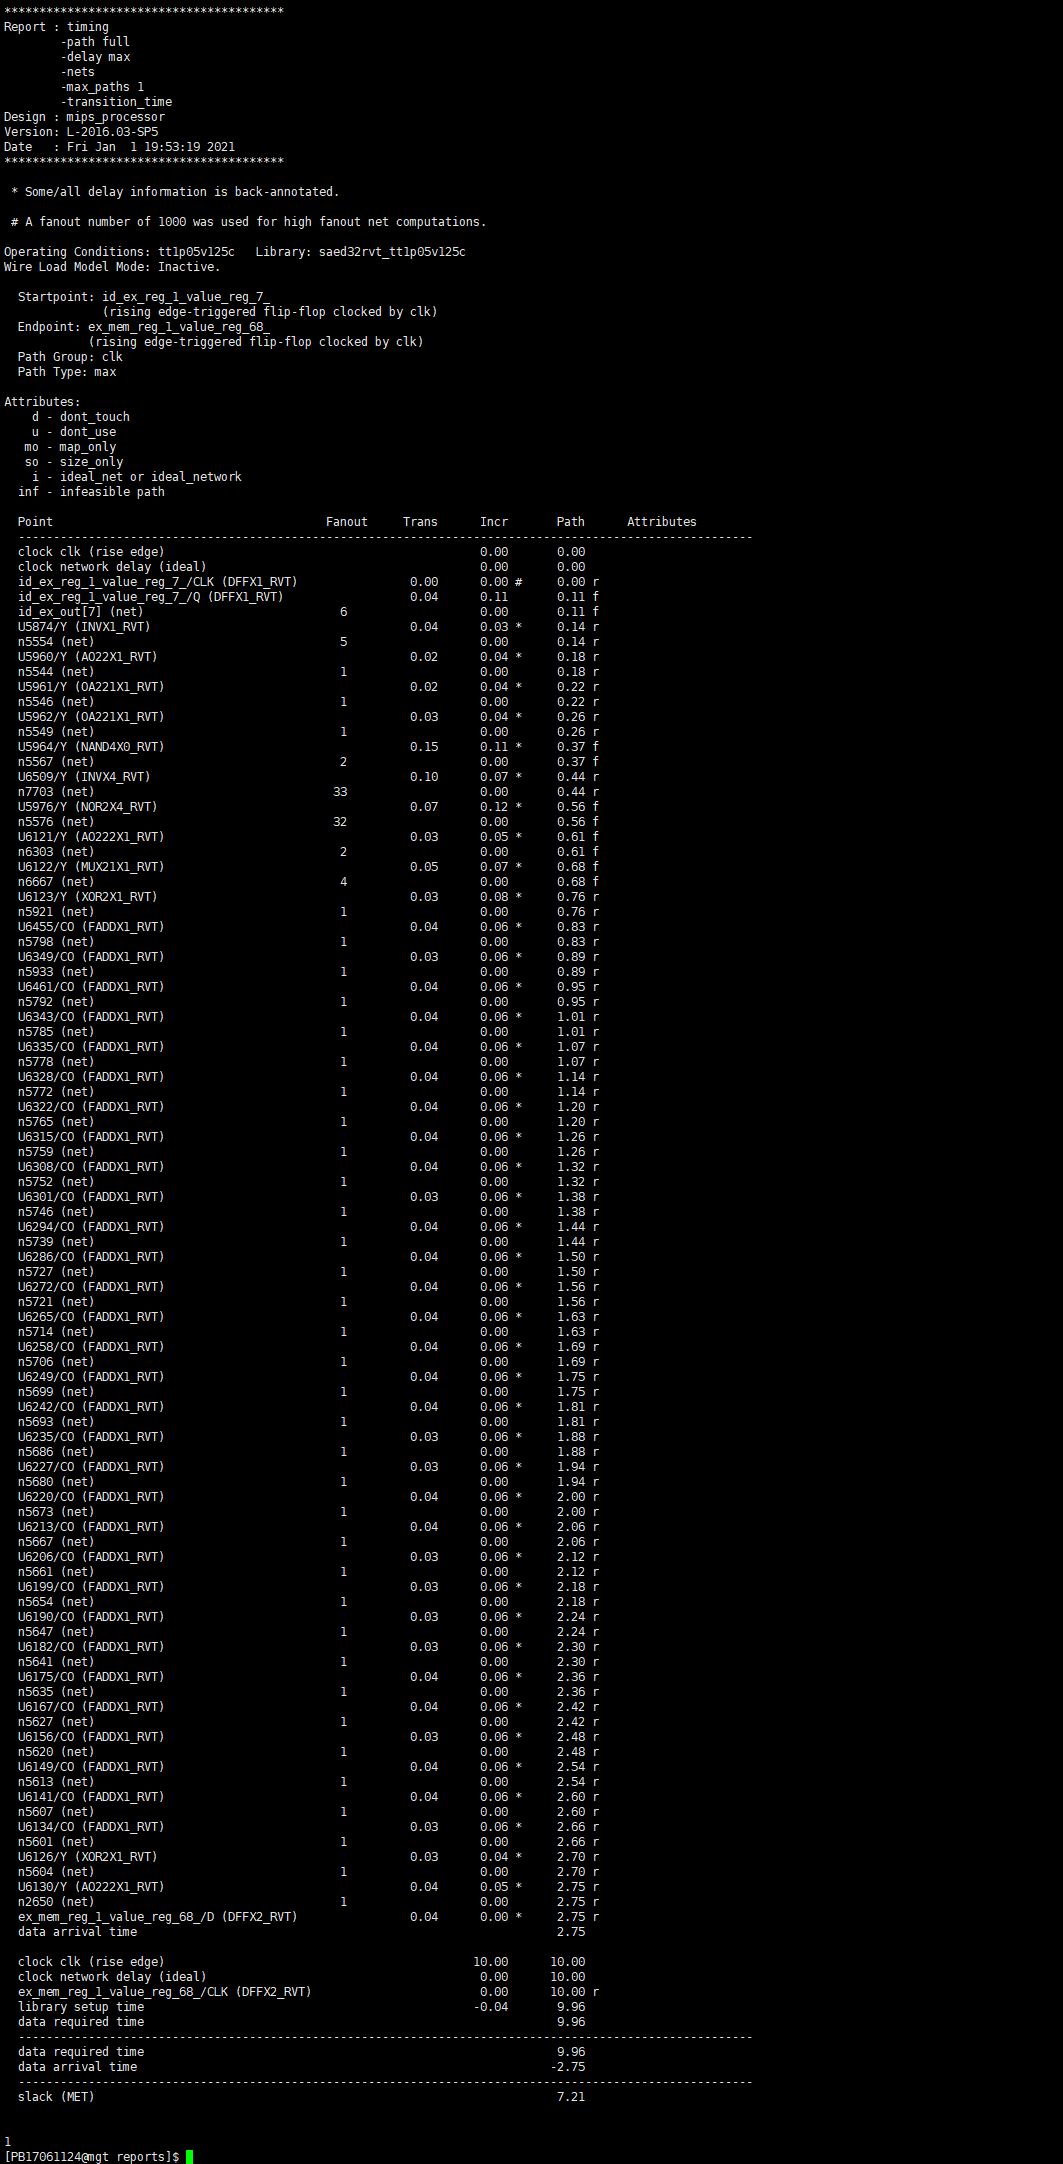 ****************************************
Report : timing
        -path full
        -delay max
        -nets
        -max_paths 1
        -transition_time
Design : mips_processor
Version: L-2016.03-SP5
Date   : Fri Jan  1 19:53:19 2021
****************************************

 * Some/all delay information is back-annotated.

 # A fanout number of 1000 was used for high fanout net computations.

Operating Conditions: tt1p05v125c   Library: saed32rvt_tt1p05v125c
Wire Load Model Mode: Inactive.

  Startpoint: id_ex_reg_1_value_reg_7_
              (rising edge-triggered flip-flop clocked by clk)
  Endpoint: ex_mem_reg_1_value_reg_68_
            (rising edge-triggered flip-flop clocked by clk)
  Path Group: clk
  Path Type: max

Attributes:
    d - dont_touch
    u - dont_use
   mo - map_only
   so - size_only
    i - ideal_net or ideal_network
  inf - infeasible path

  Point                                       Fanout     Trans      Incr       Path      Attributes
  ---------------------------------------------------------------------------------------------------------
  clock clk (rise edge)                                             0.00       0.00
  clock network delay (ideal)                                       0.00       0.00
  id_ex_reg_1_value_reg_7_/CLK (DFFX1_RVT)                0.00      0.00 #     0.00 r
  id_ex_reg_1_value_reg_7_/Q (DFFX1_RVT)                  0.04      0.11       0.11 f
  id_ex_out[7] (net)                            6                   0.00       0.11 f
  U5874/Y (INVX1_RVT)                                     0.04      0.03 *     0.14 r
  n5554 (net)                                   5                   0.00       0.14 r
  U5960/Y (AO22X1_RVT)                                    0.02      0.04 *     0.18 r
  n5544 (net)                                   1                   0.00       0.18 r
  U5961/Y (OA221X1_RVT)                                   0.02      0.04 *     0.22 r
  n5546 (net)                                   1                   0.00       0.22 r
  U5962/Y (OA221X1_RVT)                                   0.03      0.04 *     0.26 r
  n5549 (net)                                   1                   0.00       0.26 r
  U5964/Y (NAND4X0_RVT)                                   0.15      0.11 *     0.37 f
  n5567 (net)                                   2                   0.00       0.37 f
  U6509/Y (INVX4_RVT)                                     0.10      0.07 *     0.44 r
  n7703 (net)                                  33                   0.00       0.44 r
  U5976/Y (NOR2X4_RVT)                                    0.07      0.12 *     0.56 f
  n5576 (net)                                  32                   0.00       0.56 f
  U6121/Y (AO222X1_RVT)                                   0.03      0.05 *     0.61 f
  n6303 (net)                                   2                   0.00       0.61 f
  U6122/Y (MUX21X1_RVT)                                   0.05      0.07 *     0.68 f
  n6667 (net)                                   4                   0.00       0.68 f
  U6123/Y (XOR2X1_RVT)                                    0.03      0.08 *     0.76 r
  n5921 (net)                                   1                   0.00       0.76 r
  U6455/CO (FADDX1_RVT)                                   0.04      0.06 *     0.83 r
  n5798 (net)                                   1                   0.00       0.83 r
  U6349/CO (FADDX1_RVT)                                   0.03      0.06 *     0.89 r
  n5933 (net)                                   1                   0.00       0.89 r
  U6461/CO (FADDX1_RVT)                                   0.04      0.06 *     0.95 r
  n5792 (net)                                   1                   0.00       0.95 r
  U6343/CO (FADDX1_RVT)                                   0.04      0.06 *     1.01 r
  n5785 (net)                                   1                   0.00       1.01 r
  U6335/CO (FADDX1_RVT)                                   0.04      0.06 *     1.07 r
  n5778 (net)                                   1                   0.00       1.07 r
  U6328/CO (FADDX1_RVT)                                   0.04      0.06 *     1.14 r
  n5772 (net)                                   1                   0.00       1.14 r
  U6322/CO (FADDX1_RVT)                                   0.04      0.06 *     1.20 r
  n5765 (net)                                   1                   0.00       1.20 r
  U6315/CO (FADDX1_RVT)                                   0.04      0.06 *     1.26 r
  n5759 (net)                                   1                   0.00       1.26 r
  U6308/CO (FADDX1_RVT)                                   0.04      0.06 *     1.32 r
  n5752 (net)                                   1                   0.00       1.32 r
  U6301/CO (FADDX1_RVT)                                   0.03      0.06 *     1.38 r
  n5746 (net)                                   1                   0.00       1.38 r
  U6294/CO (FADDX1_RVT)                                   0.04      0.06 *     1.44 r
  n5739 (net)                                   1                   0.00       1.44 r
  U6286/CO (FADDX1_RVT)                                   0.04      0.06 *     1.50 r
  n5727 (net)                                   1                   0.00       1.50 r
  U6272/CO (FADDX1_RVT)                                   0.04      0.06 *     1.56 r
  n5721 (net)                                   1                   0.00       1.56 r
  U6265/CO (FADDX1_RVT)                                   0.04      0.06 *     1.63 r
  n5714 (net)                                   1                   0.00       1.63 r
  U6258/CO (FADDX1_RVT)                                   0.04      0.06 *     1.69 r
  n5706 (net)                                   1                   0.00       1.69 r
  U6249/CO (FADDX1_RVT)                                   0.04      0.06 *     1.75 r
  n5699 (net)                                   1                   0.00       1.75 r
  U6242/CO (FADDX1_RVT)                                   0.04      0.06 *     1.81 r
  n5693 (net)                                   1                   0.00       1.81 r
  U6235/CO (FADDX1_RVT)                                   0.03      0.06 *     1.88 r
  n5686 (net)                                   1                   0.00       1.88 r
  U6227/CO (FADDX1_RVT)                                   0.03      0.06 *     1.94 r
  n5680 (net)                                   1                   0.00       1.94 r
  U6220/CO (FADDX1_RVT)                                   0.04      0.06 *     2.00 r
  n5673 (net)                                   1                   0.00       2.00 r
  U6213/CO (FADDX1_RVT)                                   0.04      0.06 *     2.06 r
  n5667 (net)                                   1                   0.00       2.06 r
  U6206/CO (FADDX1_RVT)                                   0.03      0.06 *     2.12 r
  n5661 (net)                                   1                   0.00       2.12 r
  U6199/CO (FADDX1_RVT)                                   0.03      0.06 *     2.18 r
  n5654 (net)                                   1                   0.00       2.18 r
  U6190/CO (FADDX1_RVT)                                   0.03      0.06 *     2.24 r
  n5647 (net)                                   1                   0.00       2.24 r
  U6182/CO (FADDX1_RVT)                                   0.03      0.06 *     2.30 r
  n5641 (net)                                   1                   0.00       2.30 r
  U6175/CO (FADDX1_RVT)                                   0.04      0.06 *     2.36 r
  n5635 (net)                                   1                   0.00       2.36 r
  U6167/CO (FADDX1_RVT)                                   0.04      0.06 *     2.42 r
  n5627 (net)                                   1                   0.00       2.42 r
  U6156/CO (FADDX1_RVT)                                   0.03      0.06 *     2.48 r
  n5620 (net)                                   1                   0.00       2.48 r
  U6149/CO (FADDX1_RVT)                                   0.04      0.06 *     2.54 r
  n5613 (net)                                   1                   0.00       2.54 r
  U6141/CO (FADDX1_RVT)                                   0.04      0.06 *     2.60 r
  n5607 (net)                                   1                   0.00       2.60 r
  U6134/CO (FADDX1_RVT)                                   0.03      0.06 *     2.66 r
  n5601 (net)                                   1                   0.00       2.66 r
  U6126/Y (XOR2X1_RVT)                                    0.03      0.04 *     2.70 r
  n5604 (net)                                   1                   0.00       2.70 r
  U6130/Y (AO222X1_RVT)                                   0.04      0.05 *     2.75 r
  n2650 (net)                                   1                   0.00       2.75 r
  ex_mem_reg_1_value_reg_68_/D (DFFX2_RVT)                0.04      0.00 *     2.75 r
  data arrival time                                                            2.75

  clock clk (rise edge)                                            10.00      10.00
  clock network delay (ideal)                                       0.00      10.00
  ex_mem_reg_1_value_reg_68_/CLK (DFFX2_RVT)                        0.00      10.00 r
  library setup time                                               -0.04       9.96
  data required time                                                           9.96
  ---------------------------------------------------------------------------------------------------------
  data required time                                                           9.96
  data arrival time                                                           -2.75
  ---------------------------------------------------------------------------------------------------------
  slack (MET)                                                                  7.21


1
[PB17061124@mgt reports]$